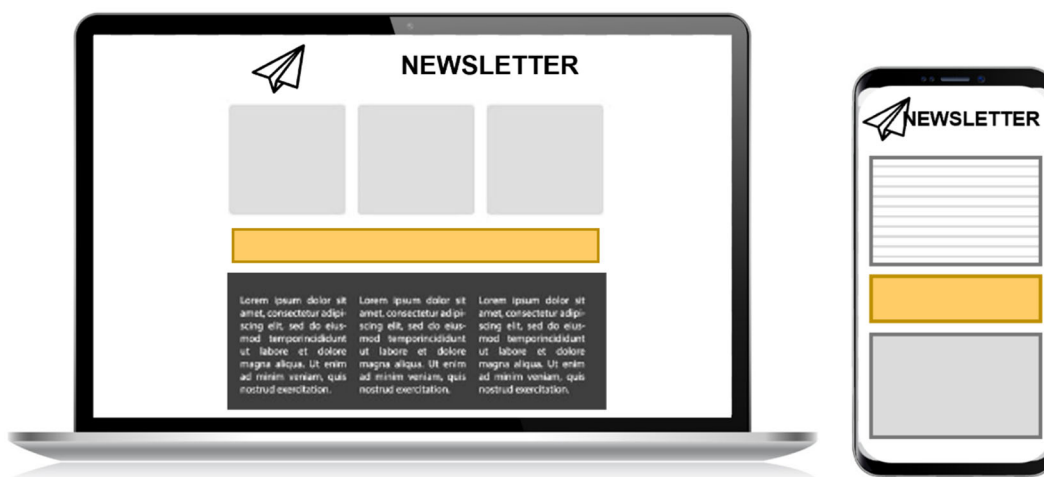 NEWSLETTER
Lorem ipsum dolor sit
amet, consectetur adipi-
scing elit, sed do eius-
mod temporincididunt
ut labore et dolore
magna aliqua. Ut enim
ad minim veniam, quis
nostrud exercitation.
Lorem ipsum dolor sit
amet, consectetur adipi-
scing elit, sed do eius-
mod temporincididunt
ut labore et dolore
magna aliqua. Ut enim
ad minim veniam, quis
nostrud exercitation.
Lorem ipsum dolor sit
amet, consectetur adipi-
scing elit, sed do eius-
mod temporincididunt
ut labore et dolore
magna aliqua. Ut enim
ad minim veniam, quis
nostrud exercitation.
NEWSLETTER